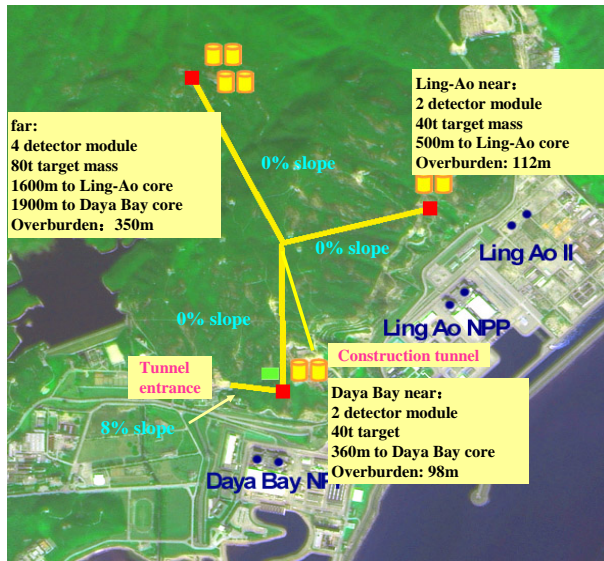 far:
4 detector module
80t target mass
1600m to Ling-Ao core
1900m to Daya Bay core
Overburden：350m
Ling-Ao near：
2 detector module
40t target mass
500m to Ling-Ao core
Overburden: 112m
0% slope
0% slope
Ling Ao II
Ling Ao NPP
0% slope
Tunnel
entrance
Construction tunnel
8% slope
Daya Bay near：
2 detector module
40t target
360m to Daya Bay core
Overburden: 98m
Daya Bay NP